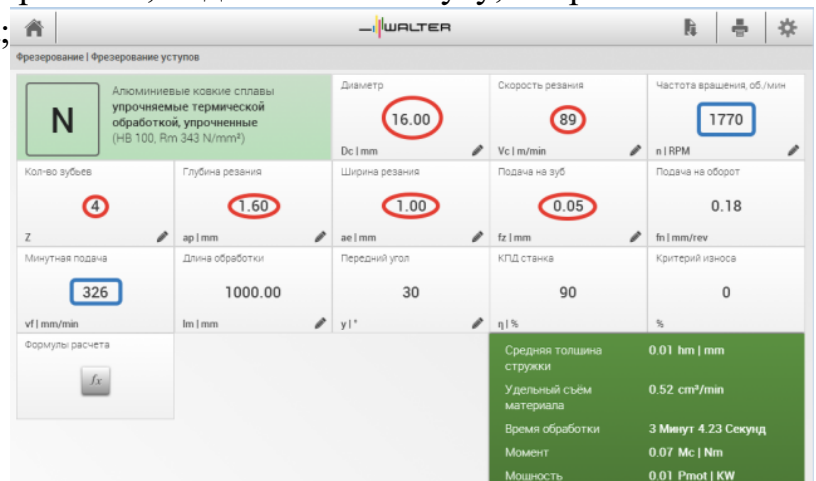 ;
WALTER
Фрезерование | Фрезерование уступов
N
Алюминиевые ковкие сплавы
упрочняемые термической
обработкой, упрочненные
(HB 100, Rm 343 N/mm²)
Диаметр
16.00
Dc | mm
Скорость резания
89
Vc | m/min
Частота вращения, об./мин
1770
n | RPM
Кол-во зубьев
4
Z
Глубина резания
1.60
ap | mm
Ширина резания
1.00
ae | mm
Подача на зуб
0.05
fz | mm
Подача на оборот
0.18
fn | mm/rev
Минутная подача
326
vf | mm/min
Длина обработки
1000.00
lm | mm
Передний угол
30
γ | °
КПД станка
90
η | %
Критерий износа
0
%
Формулы расчета
fx
Средняя толщина
стружки
0.01 hm | mm
Удельный съём
материала
0.52 cm³/min
Время обработки
3 Минут 4.23 Секунд
Момент
0.07 Mc | Nm
Мощность
0.01 Pmot | KW